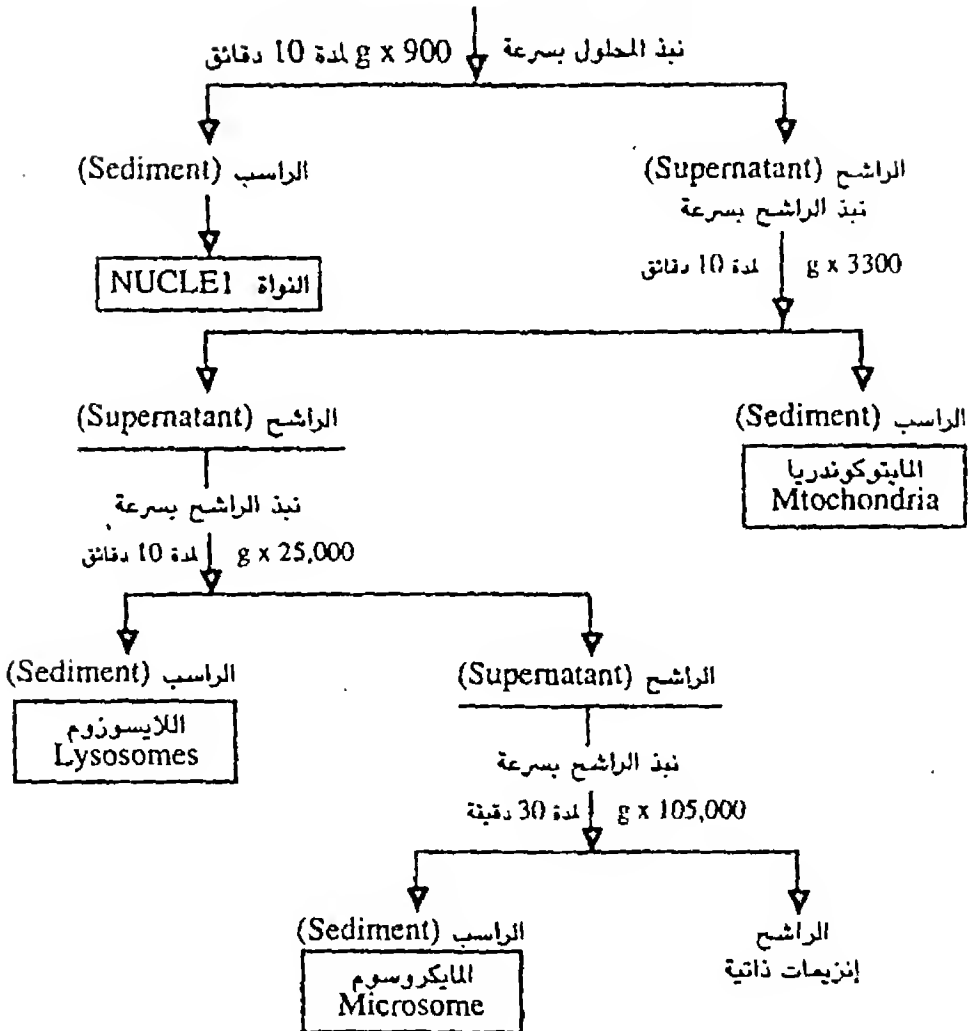 نبذ المحلول بسرعة g x 900 لمدة 10 دقائق
الراسب (Sediment)
النواة NUCLE1
الراشح (Supernatant)
نبذ الراشح بسرعة
g x 3300 لمدة 10 دقائق
الراشح (Supernatant)
نبذ الراشح بسرعة
g x 25,000 لمدة 10 دقائق
الراسب (Sediment)
المايتوكوندريا
Mtochondria
الراسب (Sediment)
اللايسوزوم
Lysosomes
الراشح (Supernatant)
نبذ الراشح بسرعة
g x 105,000 لمدة 30 دقيقة
الراسب (Sediment)
المايكروسوم
Microsome
الراشح
إنزيمات ذاتية